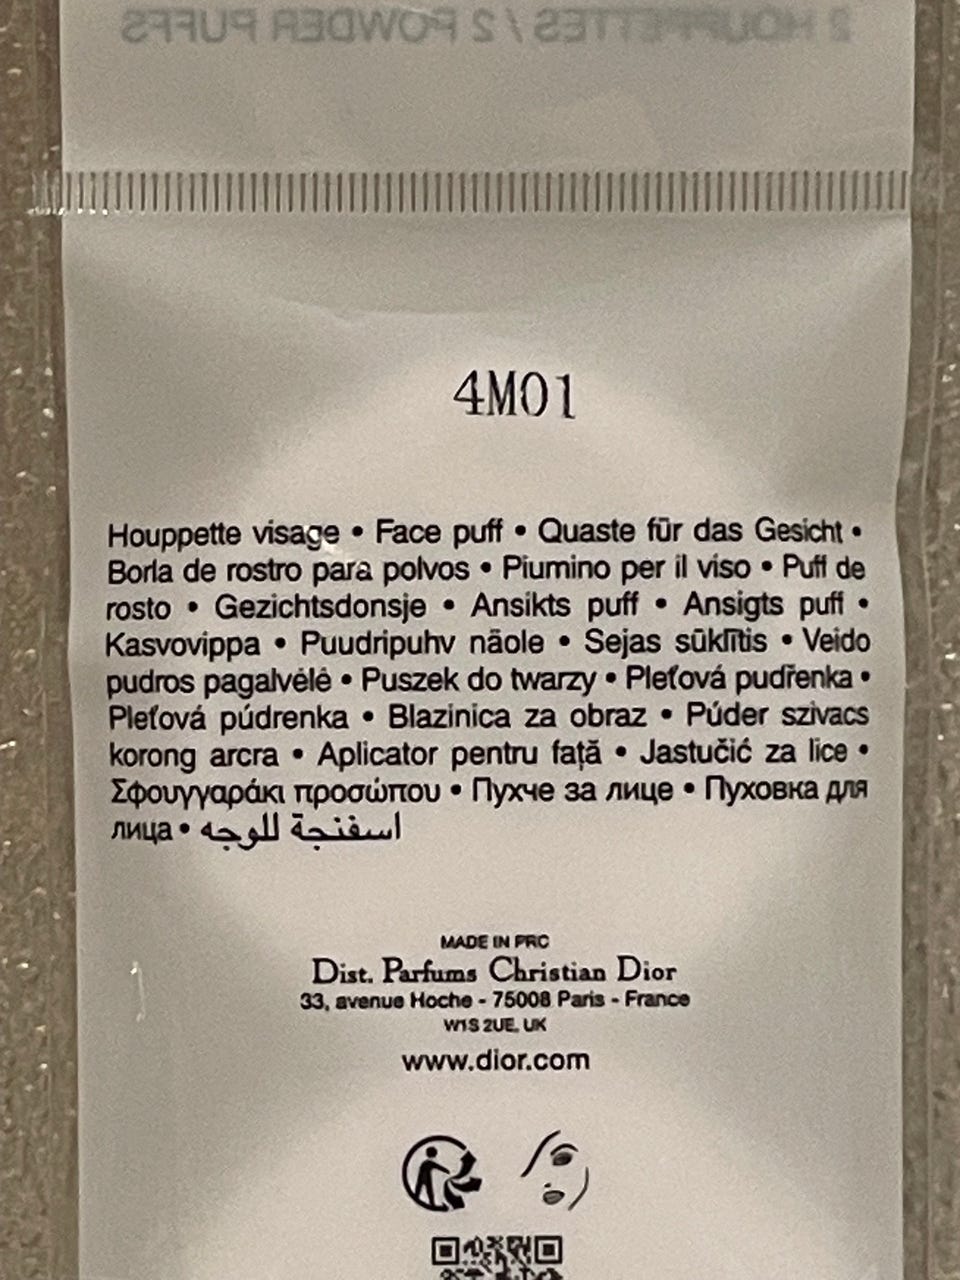 2 HOUPPETTES / 2 POWDER PUFFS
4M01
Houppette visage • Face puff • Quaste für das Gesicht •
Borla de rostro para polvos • Piumino per il viso • Puff de
rosto • Gezichtsdonsje • Ansikts puff • Ansigts puff •
Kasvovippa • Puudripuhv näole • Sejas sūklītis • Veido
pudros pagalvėlė • Puszek do twarzy • Pleťová pudřenka •
Pleťová púdrenka • Blazinica za obraz • Púder szivacs
korong arcra • Aplicator pentru față • Jastučić za lice •
Σφουγγαράκι προσώπου • Пухче за лице • Пуховка для
лица • اسفنجة للوجه
MADE IN PRC
Dist. Parfums Christian Dior
33, avenue Hoche - 75008 Paris - France
W1S 2UE, UK
www.dior.com